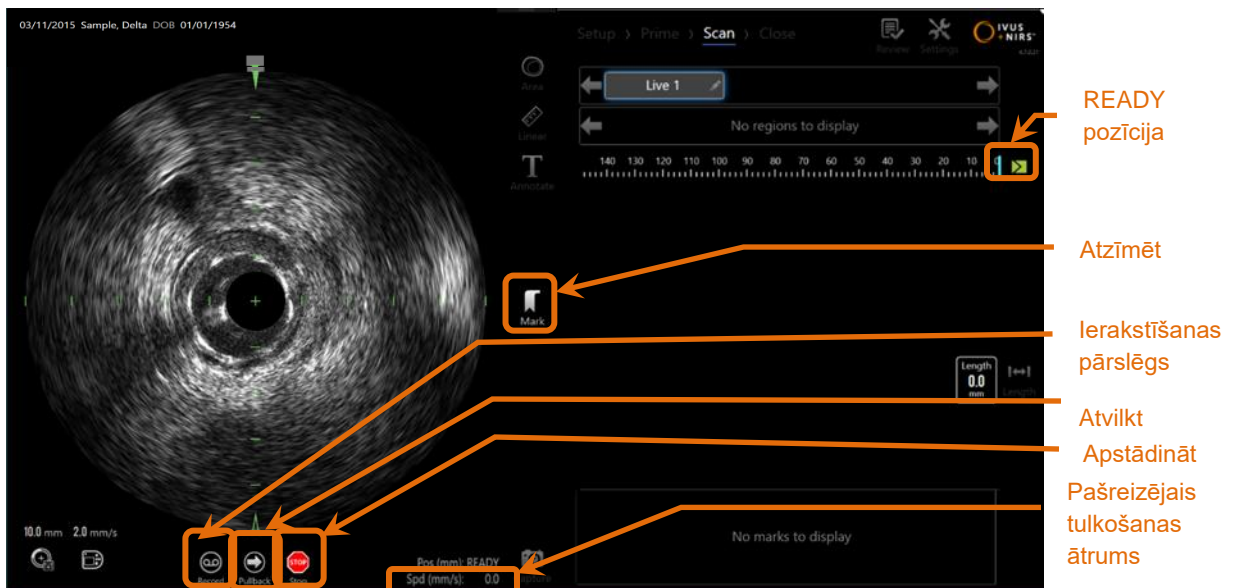 03/11/2015 Sample, Delta DOB 01/01/1954
Setup > Prime > Scan > Close
Review Settings
IVUS
+NIRS
Area
Linear
Annotate
Live 1
No regions to display
140 130 120 110 100 90 80 70 60 50 40 30 20 10 0
READY
pozīcija
Mark
Atzīmēt
Ierakstīšanas
pārslēgs
Length
0.0
mm
Length
Atvilkt
Apstādināt
Pašreizējais
tulkošanas
ātrums
10.0 mm 2.0 mm/s
STOP
Record Pullback Stop
Pos (mm): READY
Spd (mm/s): 0.0
No marks to display